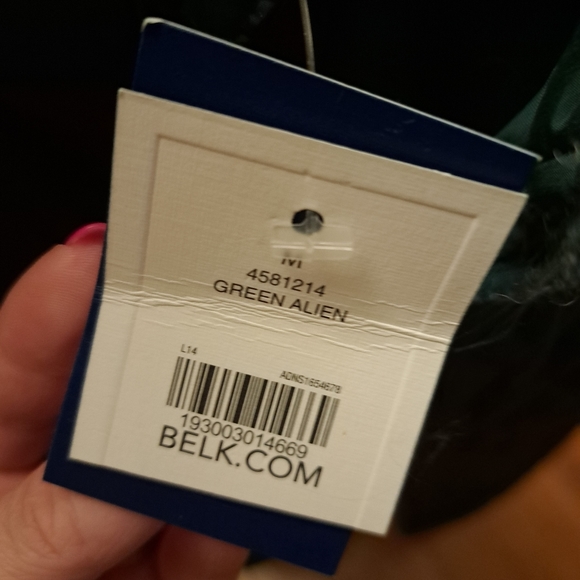 M
4581214
GREEN ALIEN
L14 ADNS1654678
193003014669
BELK.COM